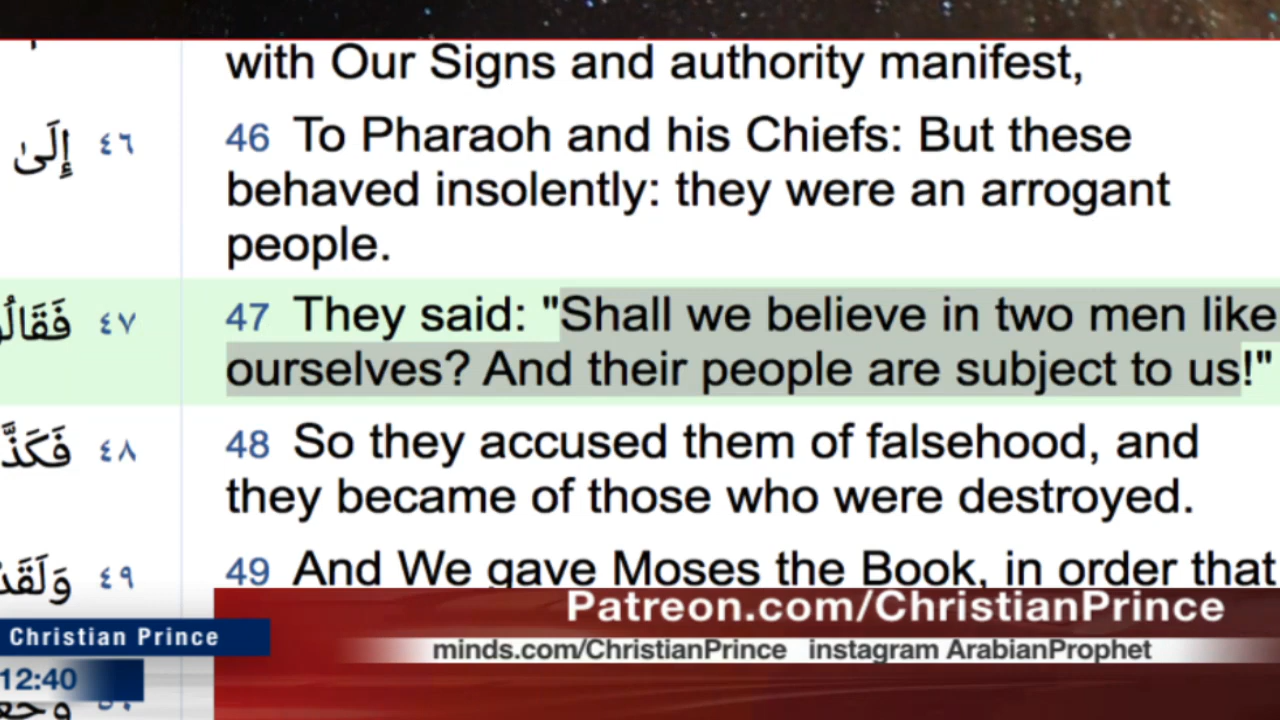 with Our Signs and authority manifest,
إِلَىٰ ٤٦ 46 To Pharaoh and his Chiefs: But these
behaved insolently: they were an arrogant
people.
٤٧ 47 They said: "Shall we believe in two men like
ourselves? And their people are subject to us!"
٤٨ 48 So they accused them of falsehood, and
they became of those who were destroyed.
٤٩ 49 And We gave Moses the Book, in order that
Patreon.com/ChristianPrince
Christian Prince
minds.com/ChristianPrince instagram ArabianProphet
12:40